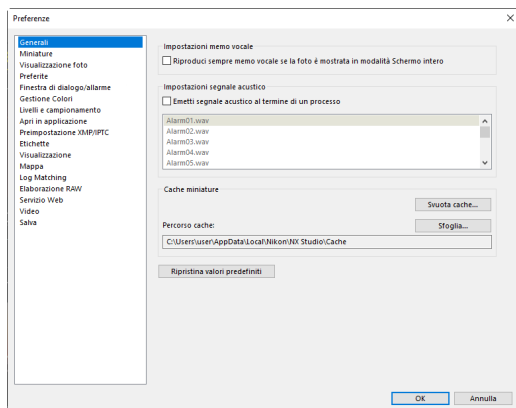 Preferenze
Generali
Miniature
Visualizzazione foto
Preferite
Finestra di dialogo/allarme
Gestione Colori
Livelli e campionamento
Apri in applicazione
Preimpostazione XMP/IPTC
Etichette
Visualizzazione
Mappa
Log Matching
Elaborazione RAW
Servizio Web
Video
Salva
Impostazioni memo vocale
Riproduci sempre memo vocale se la foto è mostrata in modalità Schermo intero
Impostazioni segnale acustico
Emetti segnale acustico al termine di un processo
Alarm01.wav
Alarm02.wav
Alarm03.wav
Alarm04.wav
Alarm05.wav
Cache miniature
Svuota cache...
Percorso cache:
Sfoglia...
C:\Users\user\AppData\Local\Nikon\NX Studio\Cache
Ripristina valori predefiniti
OK
Annulla